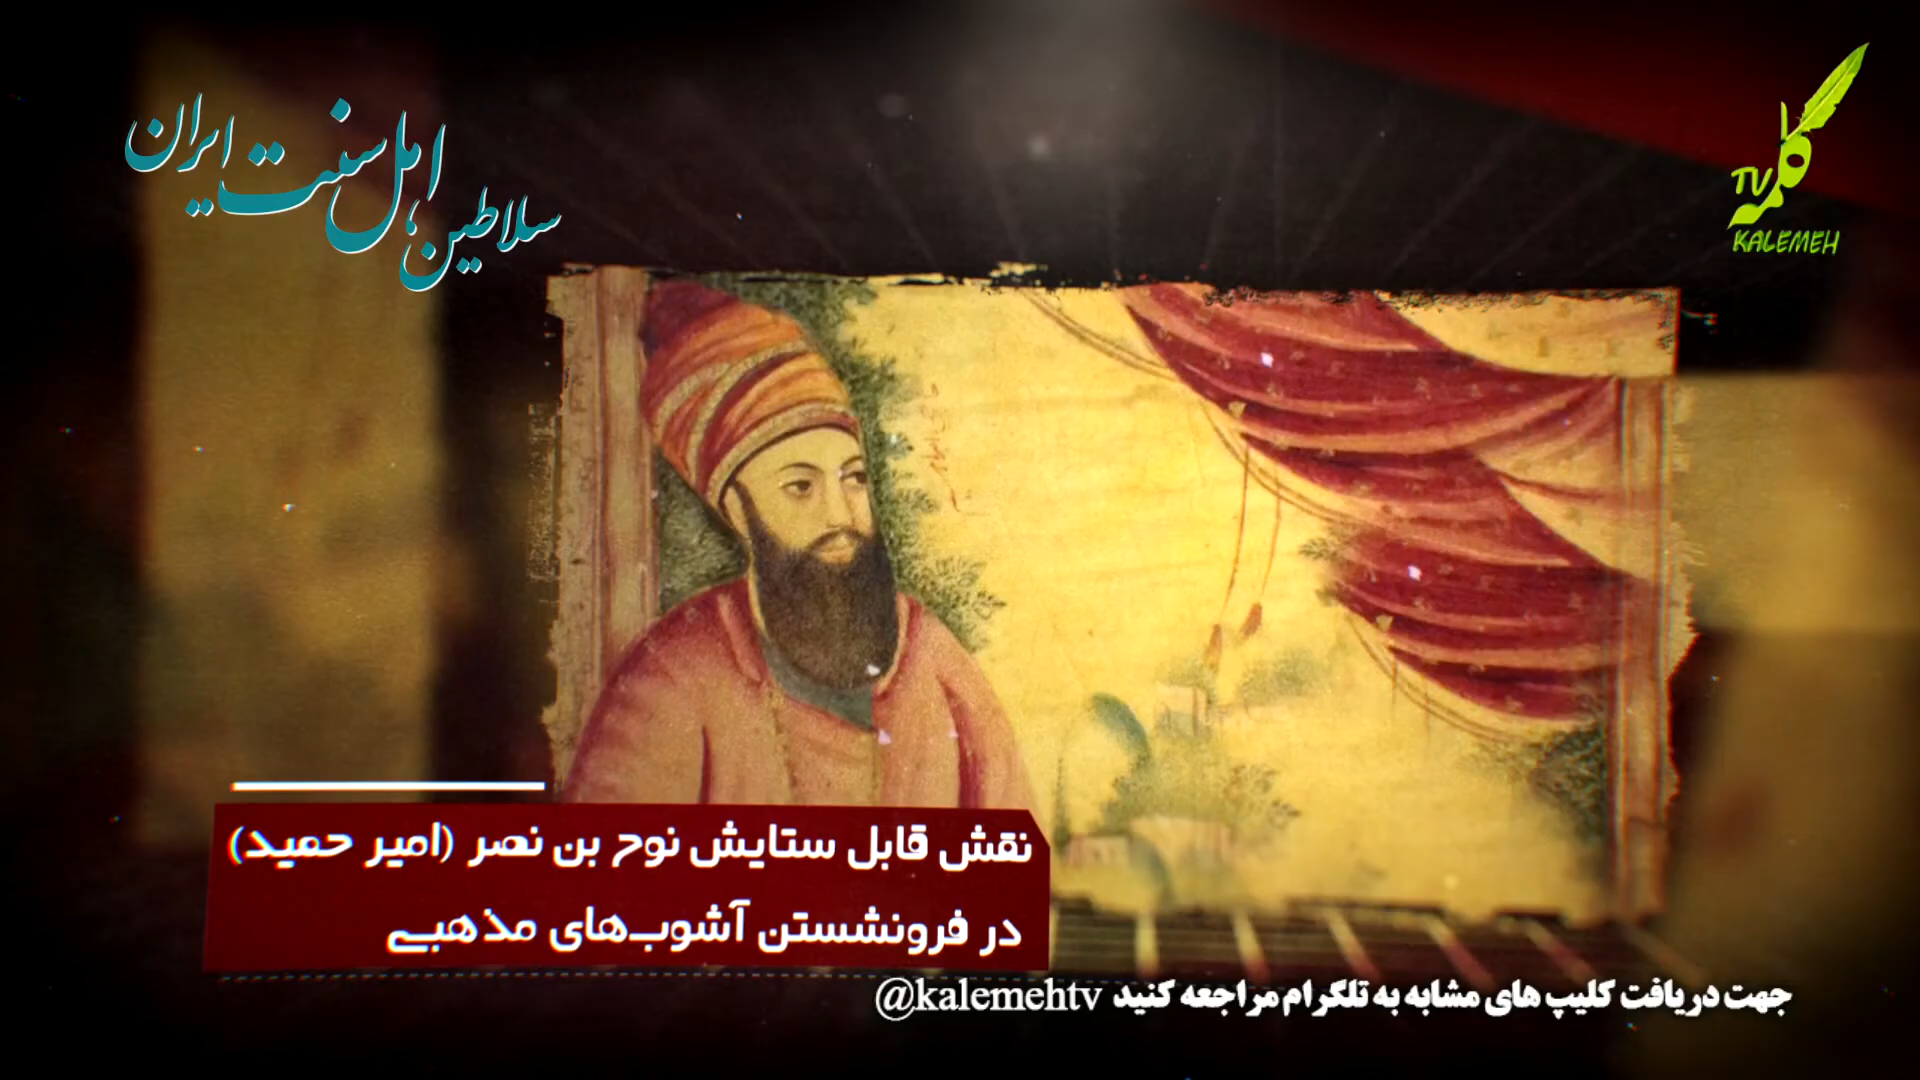 سلاطین اهل سنت ایران
کلمه
TV
KALEMEH
نقش قابل ستایش نوح بن نصر (امیر حمید)
در فرونشستن آشوب‌های مذهبی
جهت دریافت کلیپ های مشابه به تلگرام مراجعه کنید @kalemehtv